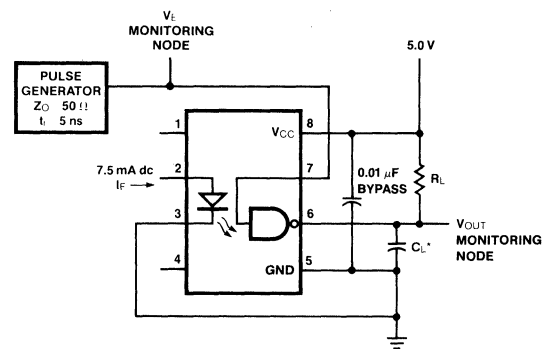 VE
MONITORING
NODE
5.0 V
PULSE
GENERATOR
ZO 50 Ω
tr 5 ns
1
VCC
8
7.5 mA dc
IF
2
7
0.01 μF
BYPASS
RL
3
6
VOUT
MONITORING
NODE
CL*
4
GND
5